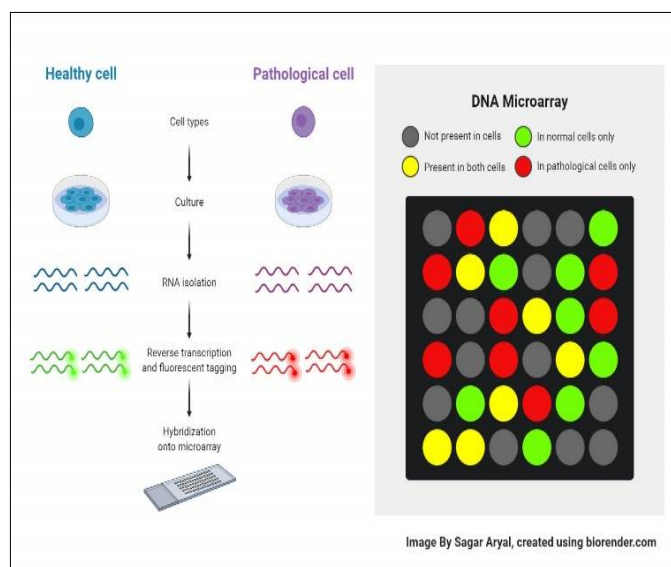 Healthy cell
Pathological cell
Cell types
Culture
RNA isolation
Reverse transcription
and fluorescent tagging
Hybridization
onto microarray
DNA Microarray
Not present in cells
In normal cells only
Present in both cells
In pathological cells only
Image By Sagar Aryal, created using biorender.com